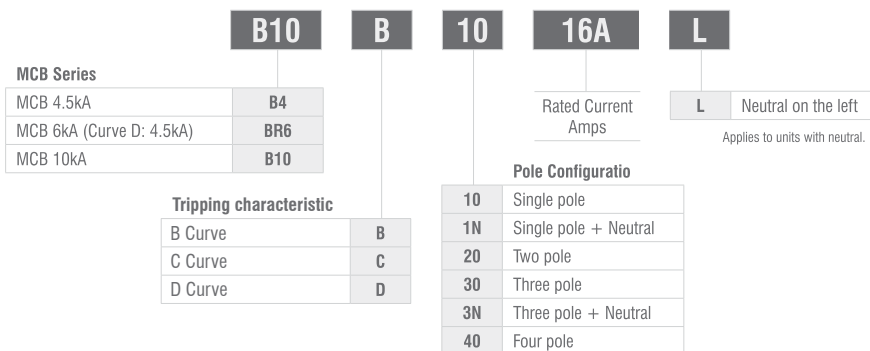 B10 B 10 16A L
MCB Series
MCB 4.5kA B4
MCB 6kA (Curve D: 4.5kA) BR6
MCB 10kA B10
Rated Current
Amps
L Neutral on the left
Applies to units with neutral.
Tripping characteristic
B Curve B
C Curve C
D Curve D
Pole Configuratio
10 Single pole
1N Single pole + Neutral
20 Two pole
30 Three pole
3N Three pole + Neutral
40 Four pole